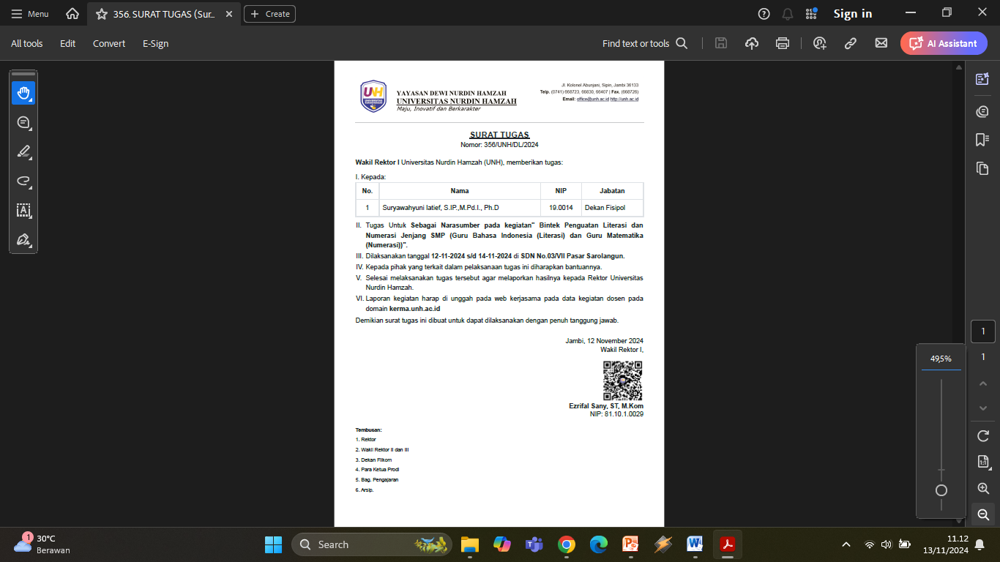 Menu
356. SURAT TUGAS (Sur...
Create
Sign in
All tools
Edit
Convert
E-Sign
Find text or tools
AI Assistant
UNH
UNIVERSITAS
NURDIN HAMZAH
YAYASAN DEWI NURDIN HAMZAH
UNIVERSITAS NURDIN HAMZAH
Maju, Inovatif dan Berkarakter
Jl. Kolonel Abunjani, Sipin, Jambi 36133
Telp. (0741) 668723, 66830, 66407 | Fax. (668726)
Email: office@unh.ac.id http://unh.ac.id
SURAT TUGAS
Nomor: 356/UNH/DL/2024
Wakil Rektor I Universitas Nurdin Hamzah (UNH), memberikan tugas:
I. Kepada:
No. Nama NIP Jabatan
1 Suryawahyuni latief, S.IP.,M.Pd.I., Ph.D 19.0014 Dekan Fisipol
II. Tugas Untuk Sebagai Narasumber pada kegiatan" Bintek Penguatan Literasi dan
Numerasi Jenjang SMP (Guru Bahasa Indonesia (Literasi) dan Guru Matematika
(Numerasi))".
III. Dilaksanakan tanggal 12-11-2024 s/d 14-11-2024 di SDN No.03/VII Pasar Sarolangun.
IV. Kepada pihak yang terkait dalam pelaksanaan tugas ini diharapkan bantuannya.
V. Selesai melaksanakan tugas tersebut agar melaporkan hasilnya kepada Rektor Universitas
Nurdin Hamzah.
VI. Laporan kegiatan harap di unggah pada web kerjasama pada data kegiatan dosen pada
domain kerma.unh.ac.id
Demikian surat tugas ini dibuat untuk dapat dilaksanakan dengan penuh tanggung jawab.
Jambi, 12 November 2024
Wakil Rektor I,
Ezrifal Sany, ST, M.Kom
NIP: 81.10.1.0029
Tembusan:
1. Rektor
2. Wakil Rektor II dan III
3. Dekan Filkom
4. Para Ketua Prodi
5. Bag. Pengajaran
6. Arsip.
1
1
49,5%
1:1
1
30°C
Berawan
Search
11.12
13/11/2024